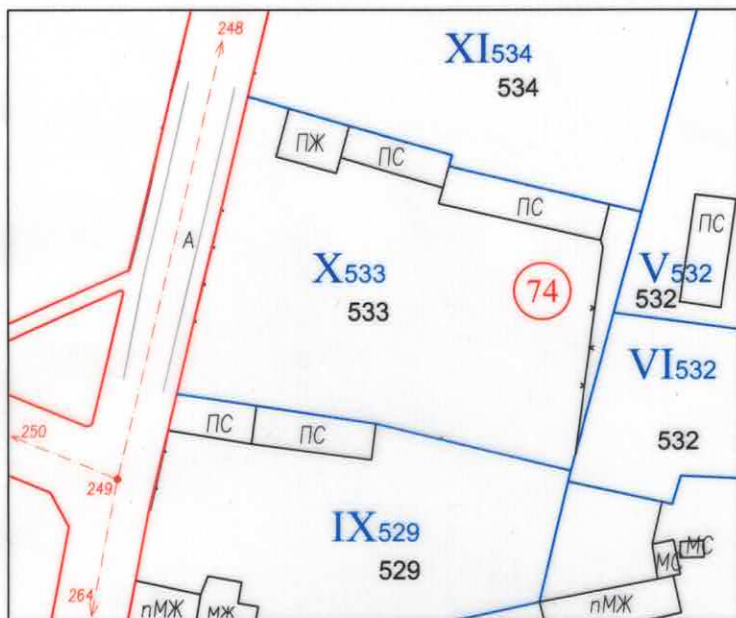 248
XI534
534
ПЖ
ПС
ПС
ПС
А
X533
533
74
V532
532
VI532
532
ПС
ПС
250
249
IX529
529
МС
МС
264
пМЖ
МЖ
пМЖ